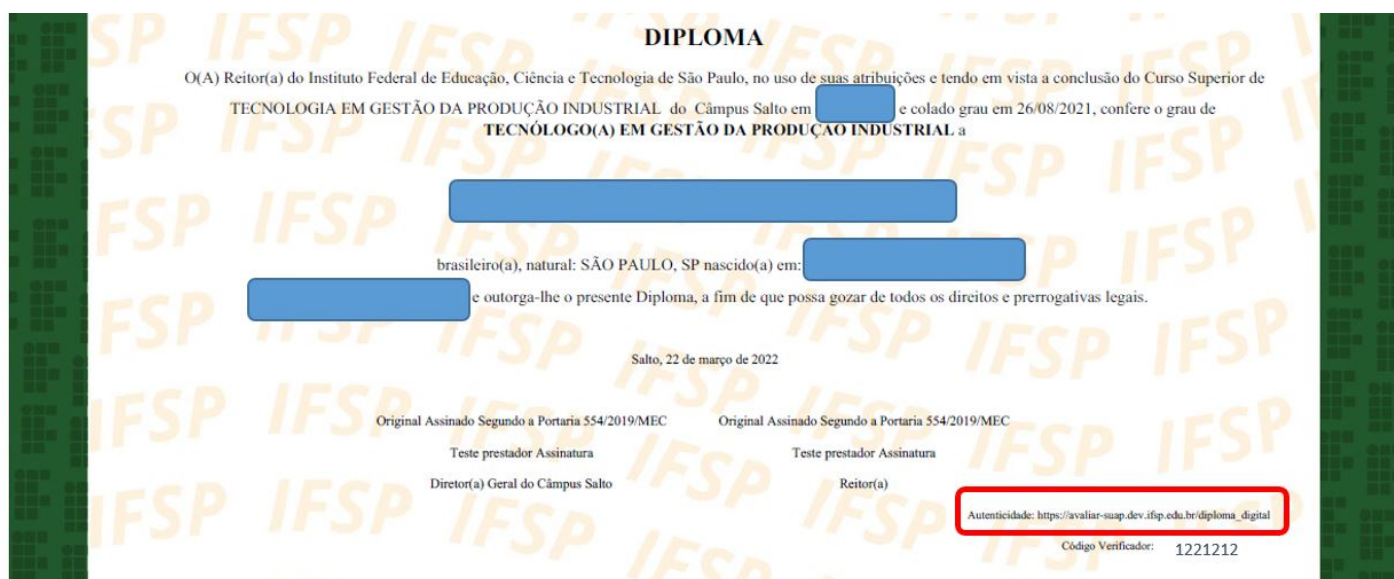 DIPLOMA
O(A) Reitor(a) do Instituto Federal de Educação, Ciência e Tecnologia de São Paulo, no uso de suas atribuições e tendo em vista a conclusão do Curso Superior de
TECNOLOGIA EM GESTÃO DA PRODUÇÃO INDUSTRIAL do Câmpus Salto em e colado grau em 26/08/2021, confere o grau de
TECNÓLOGO(A) EM GESTÃO DA PRODUÇÃO INDUSTRIAL a
brasileiro(a), natural: SÃO PAULO, SP nascido(a) em:
e outorga-lhe o presente Diploma, a fim de que possa gozar de todos os direitos e prerrogativas legais.
Salto, 22 de março de 2022
Original Assinado Segundo a Portaria 554/2019/MEC Original Assinado Segundo a Portaria 554/2019/MEC
Teste prestador Assinatura Teste prestador Assinatura
Diretor(a) Geral do Câmpus Salto Reitor(a)
Autenticidade: https://avaliar-suap.dev.ifsp.edu.br/diploma_digital
Código Verificador: 1221212